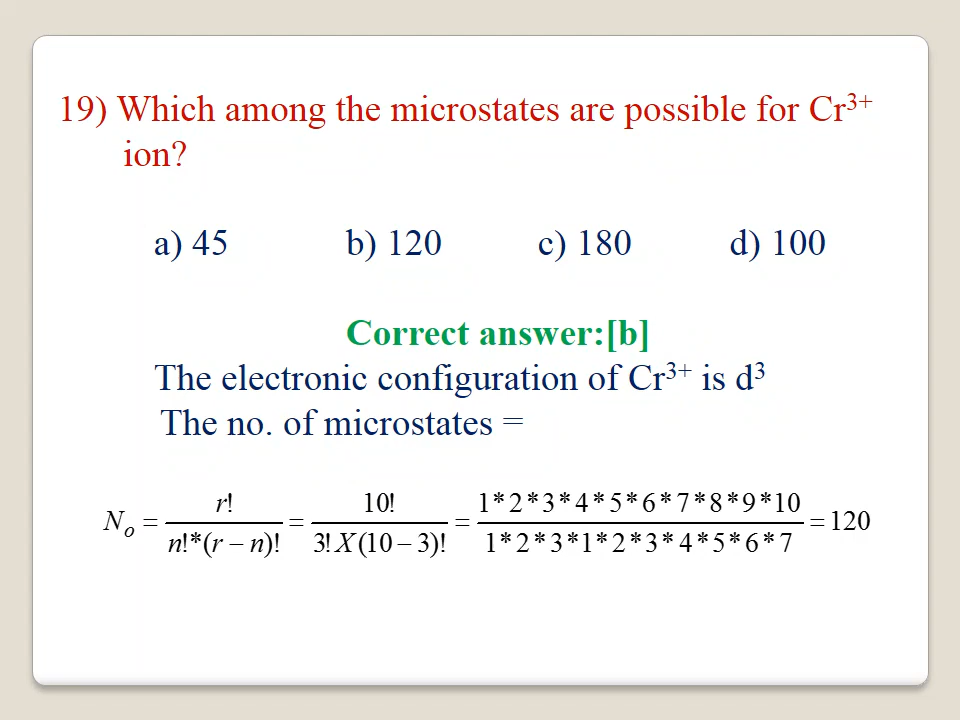 19) Which among the microstates are possible for Cr³⁺
ion?
a) 45 b) 120 c) 180 d) 100
Correct answer:[b]
The electronic configuration of Cr³⁺ is d³
The no. of microstates =
Nₒ = r! / n!*(r − n)! = 10! / 3! X (10 − 3)! = 1*2*3*4*5*6*7*8*9*10 / 1*2*3*1*2*3*4*5*6*7 = 120